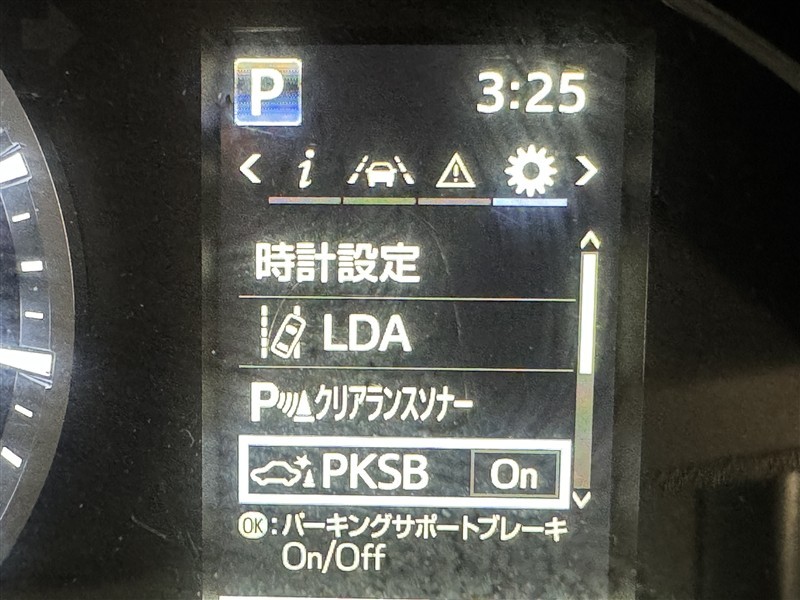 P 3:25
時計設定
LDA
Pクリアランスソナー
PKSB On
OK:パーキングサポートブレーキ
On/Off